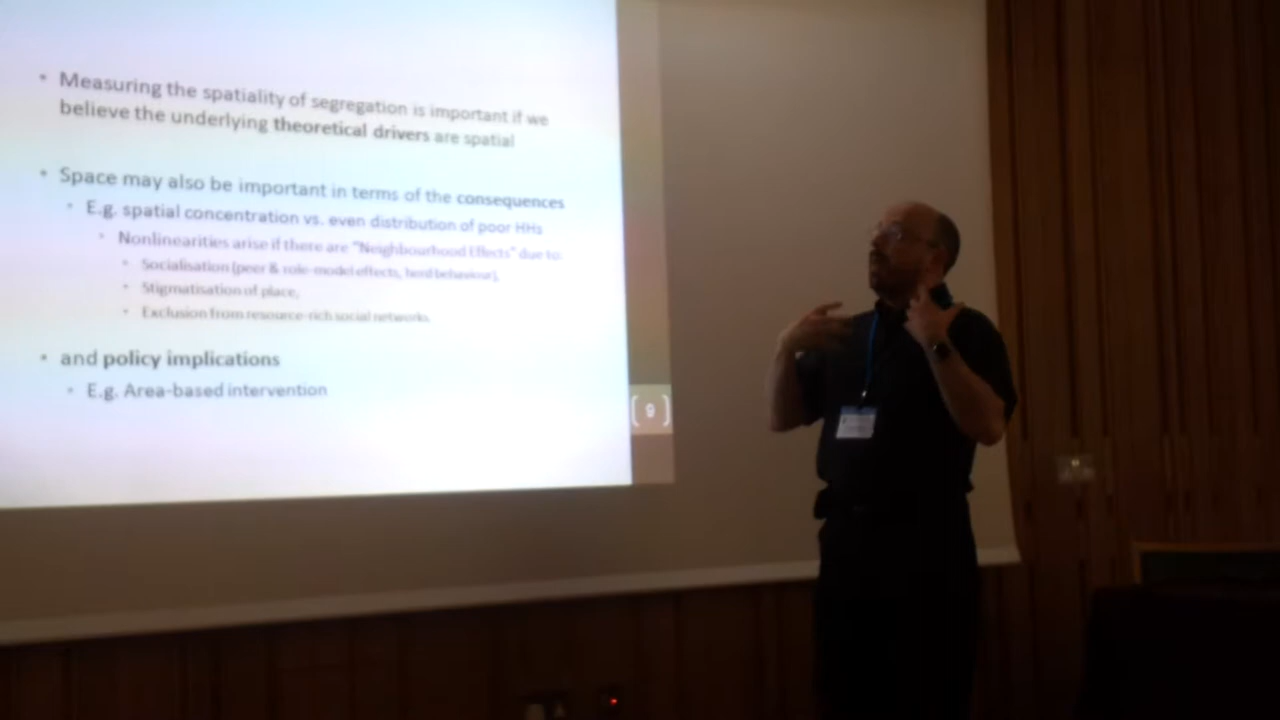 • Measuring the spatiality of segregation is important if we
believe the underlying theoretical drivers are spatial
• Space may also be important in terms of the consequences
• E.g. spatial concentration vs. even distribution of poor HHs
• Nonlinearities arise if there are "Neighbourhood Effects" due to:
• Socialisation (peer & role-model effects, herd behaviour),
• Stigmatisation of place,
• Exclusion from resource-rich social networks.
• and policy implications
• E.g. Area-based intervention
[ 9 ]